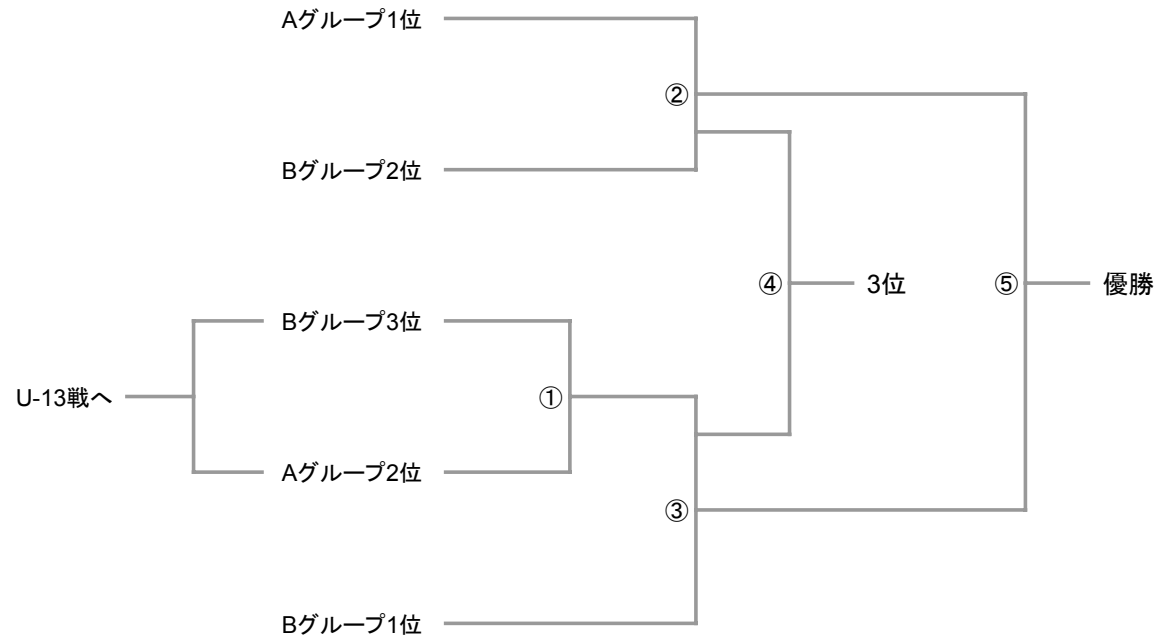 Aグループ1位
②
Bグループ2位
④
3位
⑤
優勝
Bグループ3位
U-13戦へ
①
Aグループ2位
③
Bグループ1位